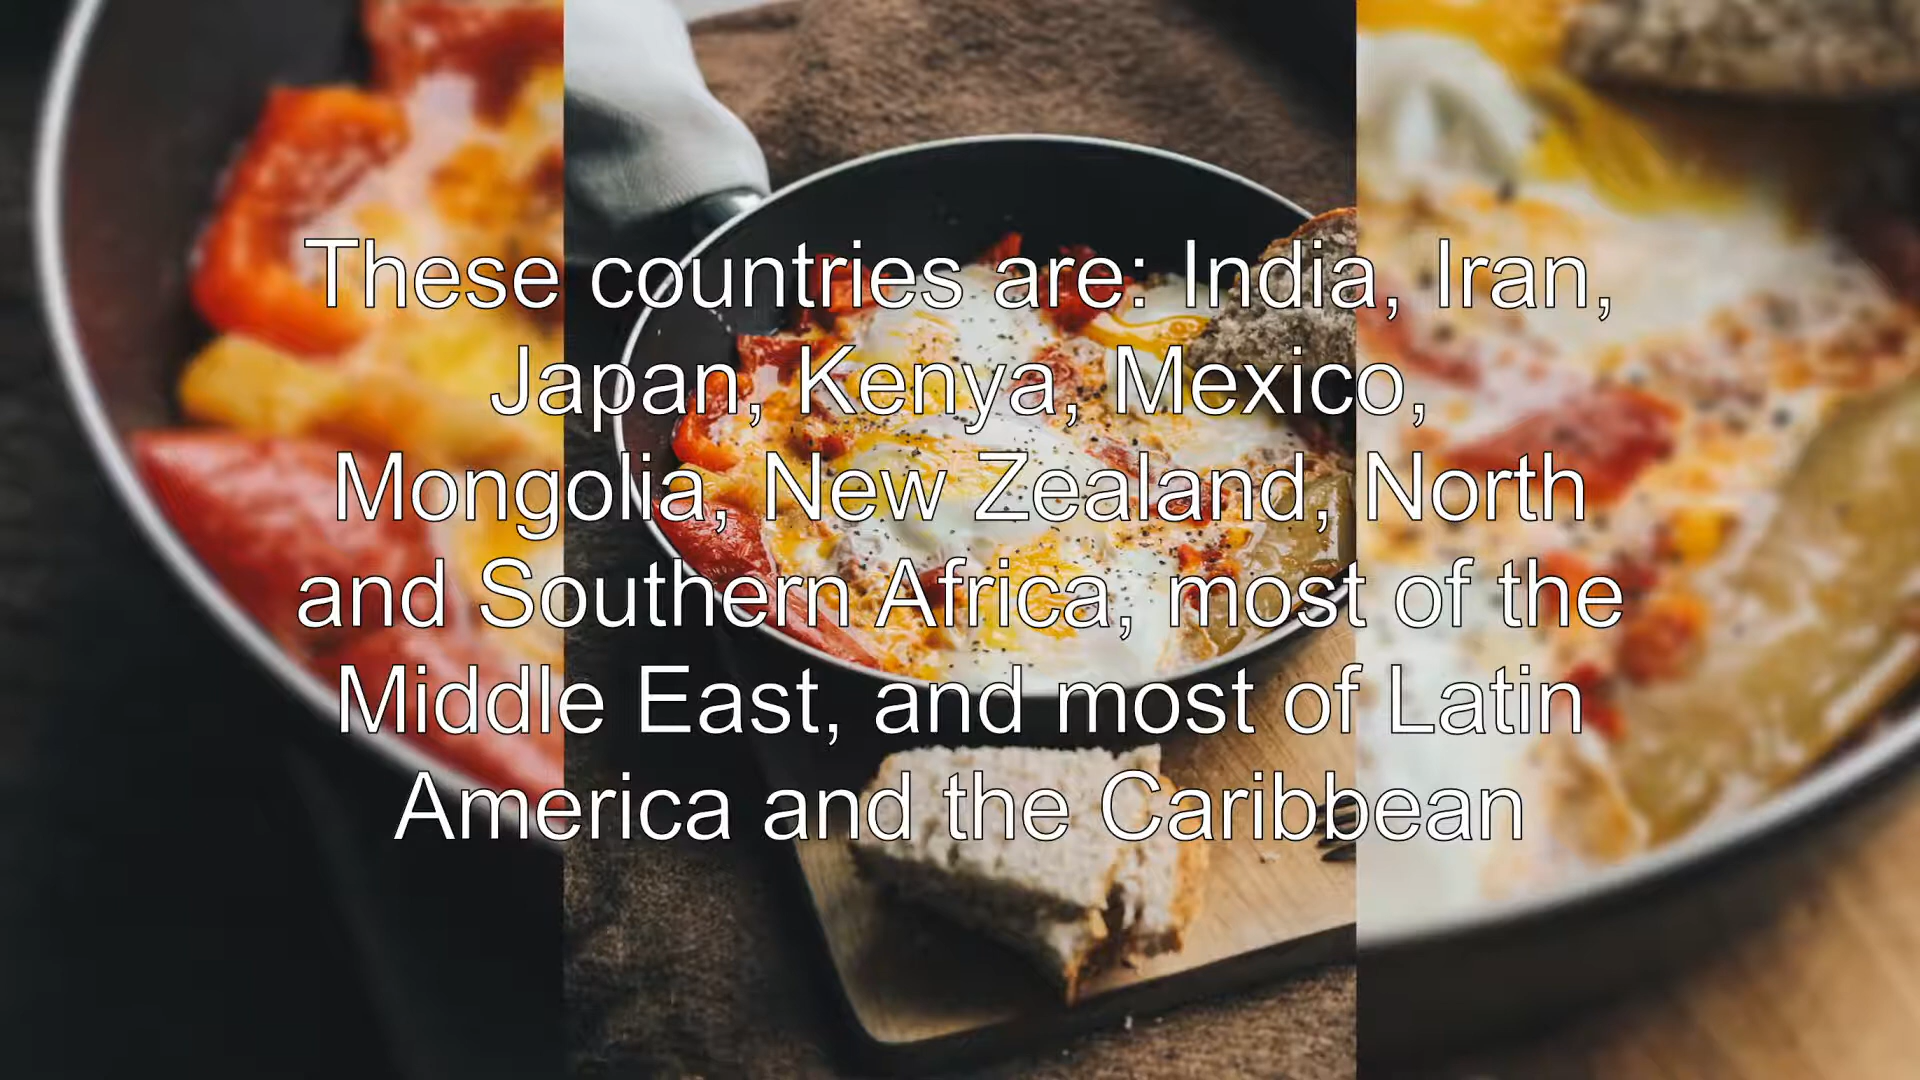 These countries are: India, Iran,
Japan, Kenya, Mexico,
Mongolia, New Zealand, North
and Southern Africa, most of the
Middle East, and most of Latin
America and the Caribbean